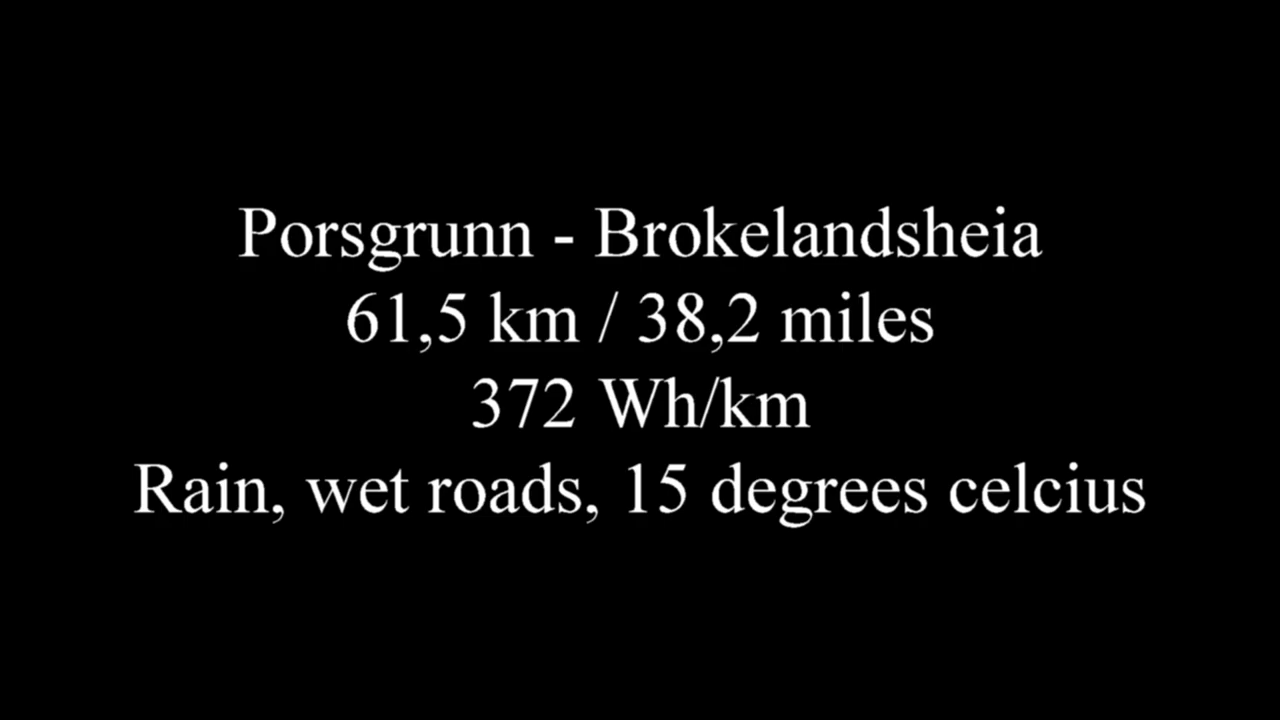 Porsgrunn - Brokelandsheia
61,5 km / 38,2 miles
372 Wh/km
Rain, wet roads, 15 degrees celcius